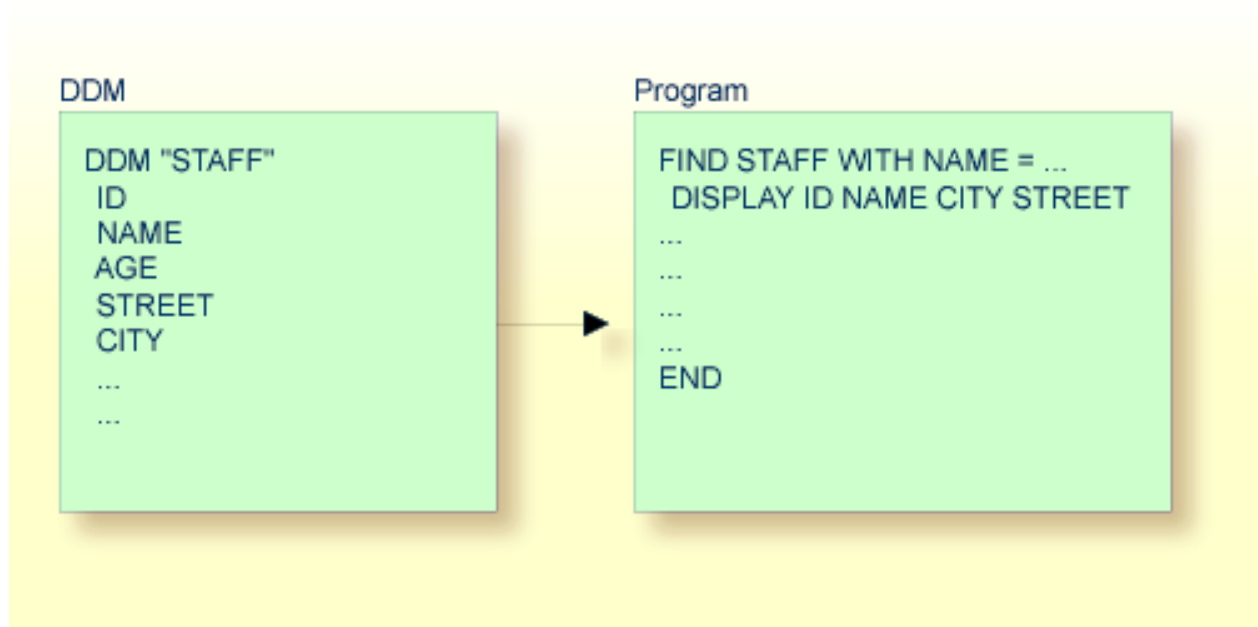 DDM
DDM "STAFF"
ID
NAME
AGE
STREET
CITY
...
...
Program
FIND STAFF WITH NAME = ...
DISPLAY ID NAME CITY STREET
...
...
...
...
END